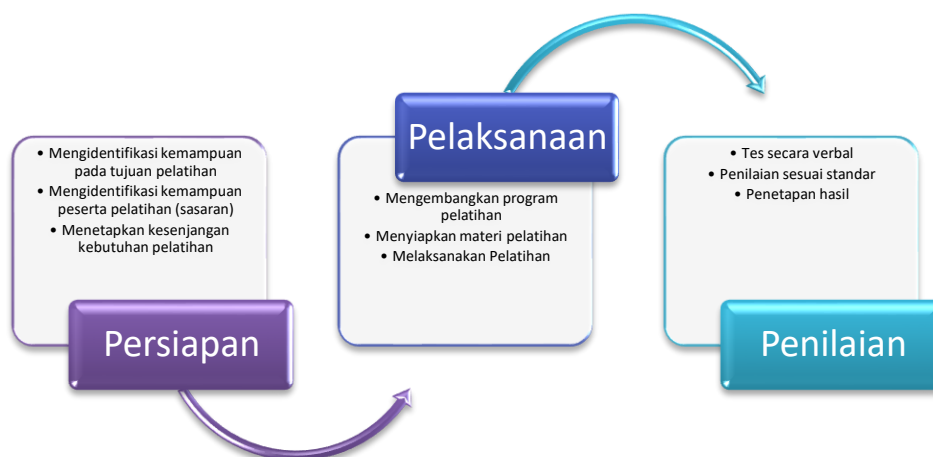 • Mengidentifikasi kemampuan
pada tujuan pelatihan
• Mengidentifikasi kemampuan
peserta pelatihan (sasaran)
• Menetapkan kesenjangan
kebutuhan pelatihan
Persiapan
Pelaksanaan
• Mengembangkan program
pelatihan
• Menyiapkan materi pelatihan
• Melaksanakan Pelatihan
• Tes secara verbal
• Penilaian sesuai standar
• Penetapan hasil
Penilaian